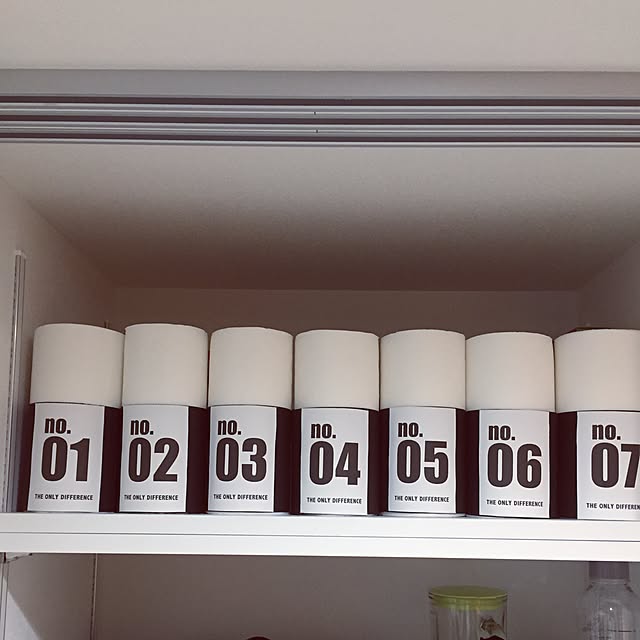 no.
01
THE ONLY DIFFERENCE
no.
02
THE ONLY DIFFERENCE
no.
03
THE ONLY DIFFERENCE
no.
04
THE ONLY DIFFERENCE
no.
05
THE ONLY DIFFERENCE
no.
06
THE ONLY DIFFERENCE
no.
07
THE ONLY DIFFEREN